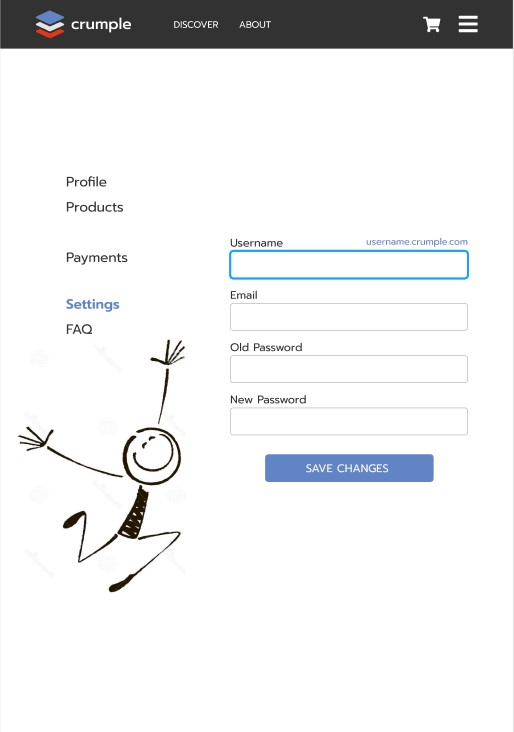 crumple DISCOVER ABOUT
Profile
Products
Payments
Settings
FAQ
Username username.crumple.com
Email
Old Password
New Password
SAVE CHANGES